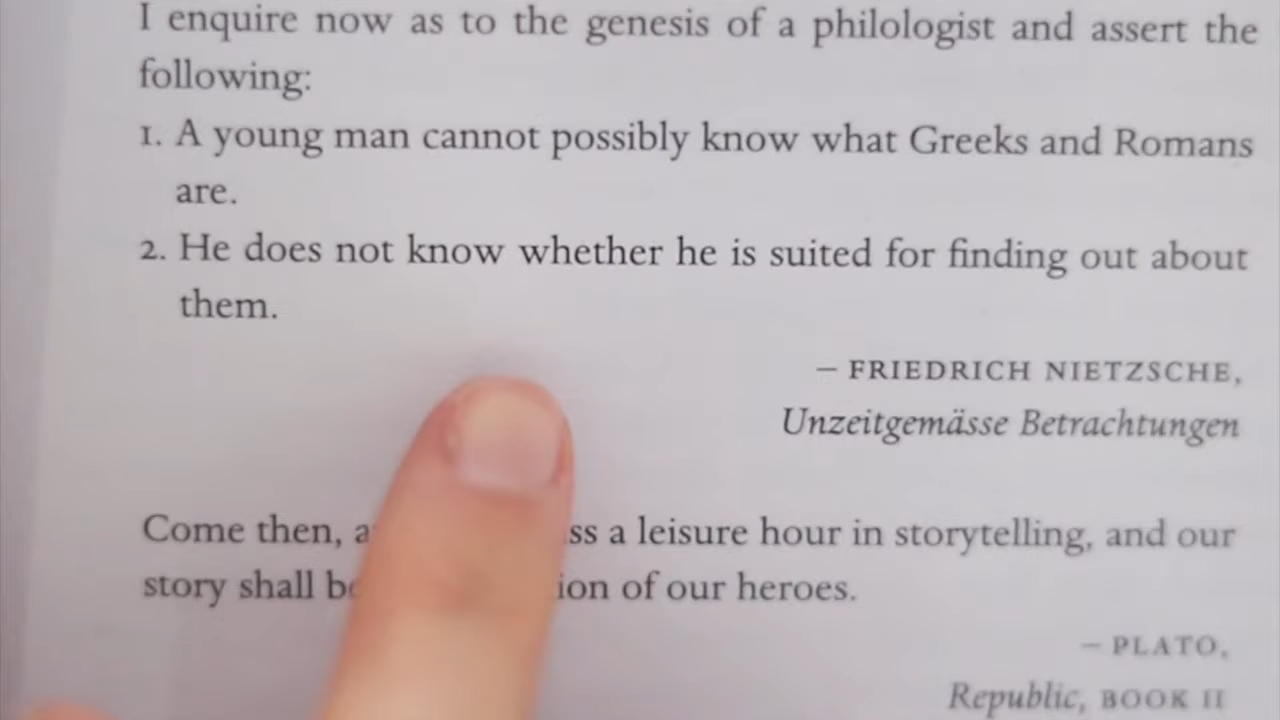 I enquire now as to the genesis of a philologist and assert the
following:
1. A young man cannot possibly know what Greeks and Romans
are.
2. He does not know whether he is suited for finding out about
them.
— FRIEDRICH NIETZSCHE,
Unzeitgemässe Betrachtungen
Come then, a leisure hour in storytelling, and our
story shall of our heroes.
— PLATO,
Republic, BOOK II